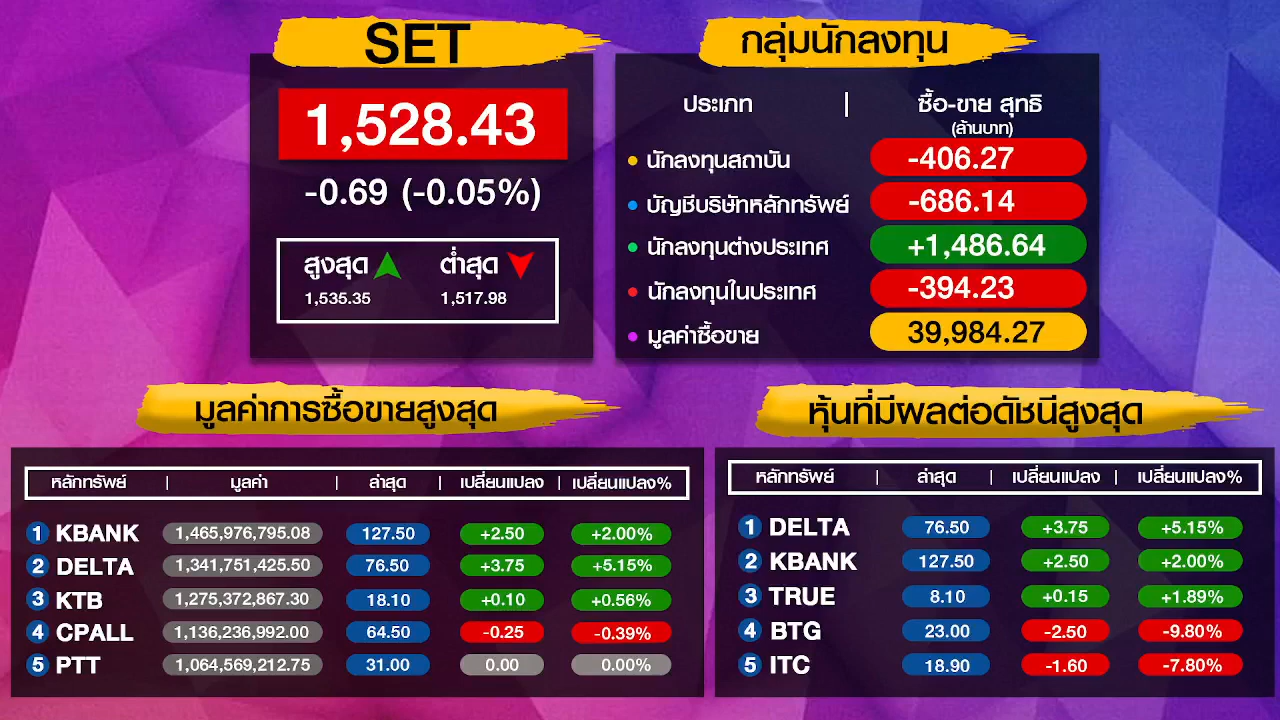 SET
1,528.43
-0.69 (-0.05%)
สูงสุด ต่ำสุด
1,535.35 1,517.98
กลุ่มนักลงทุน
ประเภท | ซื้อ-ขาย สุทธิ
(ล้านบาท)
นักลงทุนสถาบัน -406.27
บัญชีบริษัทหลักทรัพย์ -686.14
นักลงทุนต่างประเทศ +1,486.64
นักลงทุนในประเทศ -394.23
มูลค่าซื้อขาย 39,984.27
มูลค่าการซื้อขายสูงสุด
หลักทรัพย์ | มูลค่า | ล่าสุด | เปลี่ยนแปลง | เปลี่ยนแปลง%
1 KBANK 1,465,976,795.08 127.50 +2.50 +2.00%
2 DELTA 1,341,751,425.50 76.50 +3.75 +5.15%
3 KTB 1,275,372,867.30 18.10 +0.10 +0.56%
4 CPALL 1,136,236,992.00 64.50 -0.25 -0.39%
5 PTT 1,064,569,212.75 31.00 0.00 0.00%
หุ้นที่มีผลต่อดัชนีสูงสุด
หลักทรัพย์ | ล่าสุด | เปลี่ยนแปลง | เปลี่ยนแปลง%
1 DELTA 76.50 +3.75 +5.15%
2 KBANK 127.50 +2.50 +2.00%
3 TRUE 8.10 +0.15 +1.89%
4 BTG 23.00 -2.50 -9.80%
5 ITC 18.90 -1.60 -7.80%